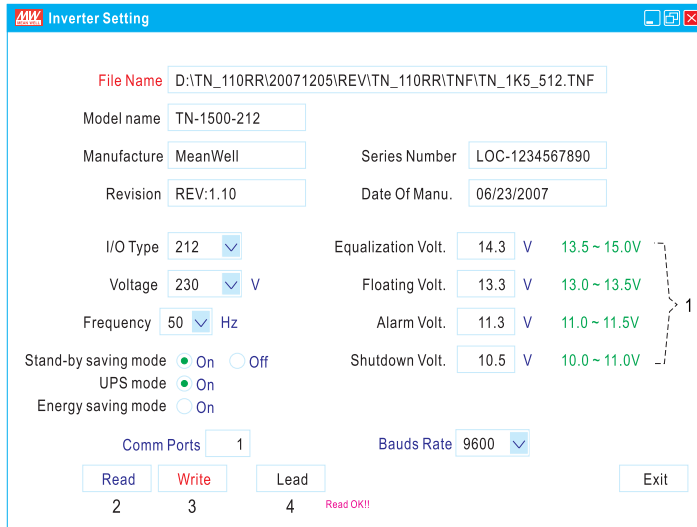 MW MEAN WELL Inverter Setting
File Name D:\TN_110RR\20071205\REV\TN_110RR\TNF\TN_1K5_512.TNF
Model name TN-1500-212
Manufacture MeanWell Series Number LOC-1234567890
Revision REV:1.10 Date Of Manu. 06/23/2007
I/O Type 212 Equalization Volt. 14.3 V 13.5 ~ 15.0V
Voltage 230 V Floating Volt. 13.3 V 13.0 ~ 13.5V
1
Frequency 50 Hz Alarm Volt. 11.3 V 11.0 ~ 11.5V
Stand-by saving mode On Off Shutdown Volt. 10.5 V 10.0 ~ 11.0V
UPS mode On
Energy saving mode On
Comm Ports 1 Bauds Rate 9600
Read Write Lead Exit
2 3 4 Read OK!!